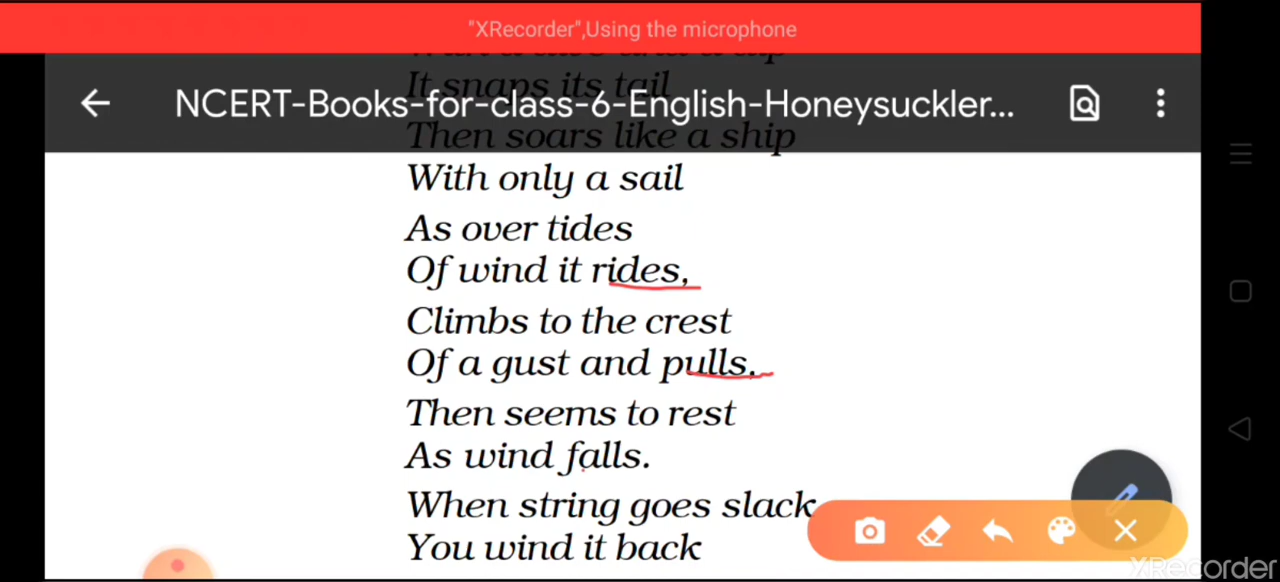 "XRecorder",Using the microphone
It snaps its tail
NCERT-Books-for-class-6-English-Honeysuckler...
Then soars like a ship
With only a sail
As over tides
Of wind it rides,
Climbs to the crest
Of a gust and pulls,
Then seems to rest
As wind falls.
When string goes slack
You wind it back
XRecorder